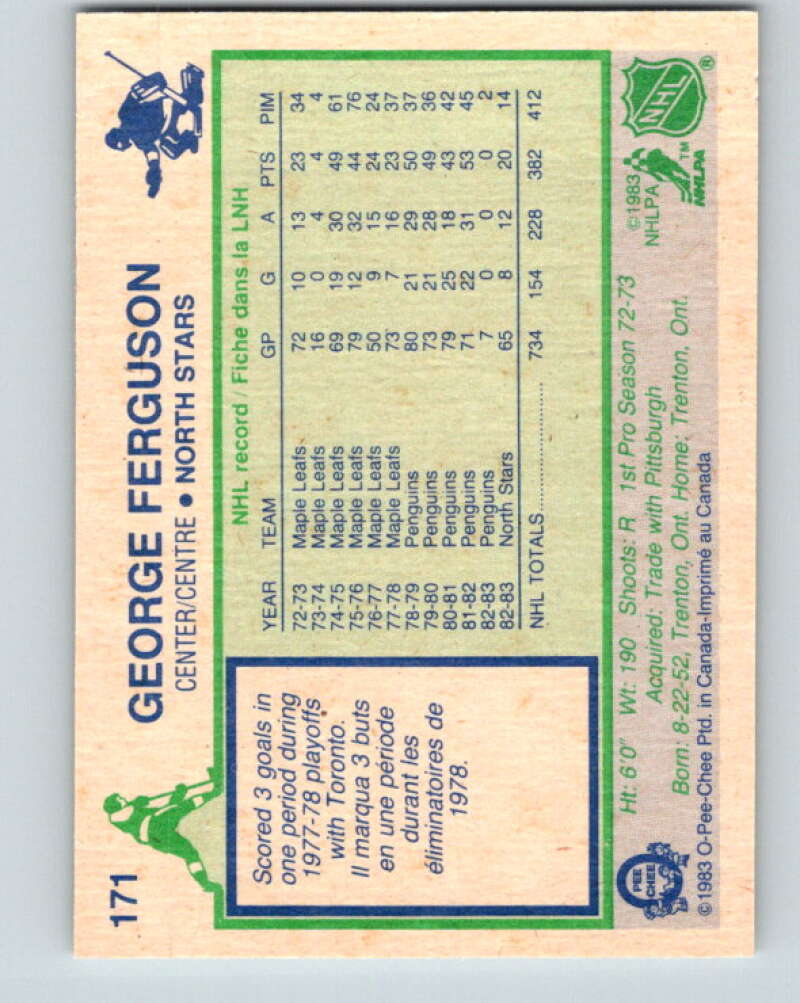 171
GEORGE FERGUSON
CENTER/CENTRE • NORTH STARS
Scored 3 goals in
one period during
1977-78 playoffs
with Toronto.
Il marqua 3 buts
en une période
durant les
éliminatoires de
1978.
NHL record / Fiche dans la LNH
YEAR TEAM GP G A PTS PIM
72-73 Maple Leafs 72 10 13 23 34
73-74 Maple Leafs 16 0 4 4 4
74-75 Maple Leafs 69 19 30 49 61
75-76 Maple Leafs 79 12 32 44 76
76-77 Maple Leafs 50 9 15 24 24
77-78 Maple Leafs 73 7 16 23 37
78-79 Penguins 80 21 29 50 37
79-80 Penguins 73 21 28 49 36
80-81 Penguins 79 25 18 43 42
81-82 Penguins 71 22 31 53 45
82-83 Penguins 7 0 0 0 2
82-83 North Stars 65 8 12 20 14
NHL TOTALS.................. 734 154 228 382 412
Ht: 6'0" Wt: 190 Shoots: R 1st Pro Season 72-73
Acquired: Trade with Pittsburgh
Born: 8-22-52, Trenton, Ont. Home: Trenton, Ont.
©1983 O-Pee-Chee Ptd. in Canada-Imprimé au Canada
O
PEE
CHEE
©1983
NHLPA
NHLPA
TM
NHL
®